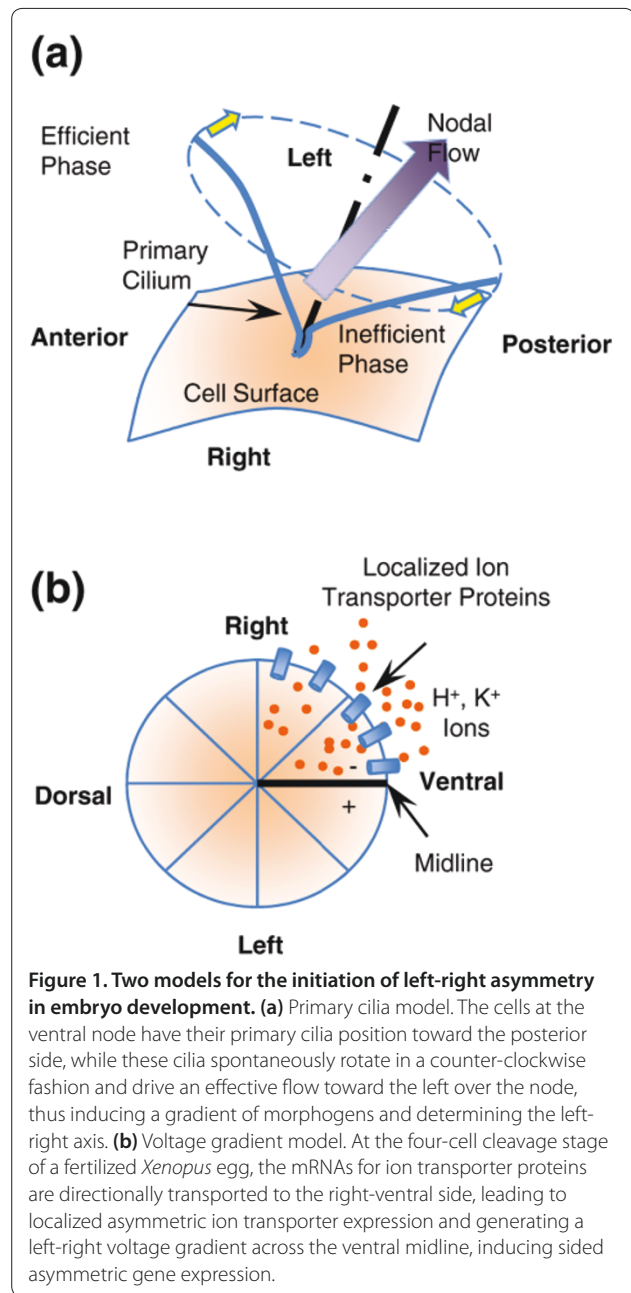 (a)
Efficient
Phase
Left
Nodal
Flow
Primary
Cilium
Anterior
Inefficient
Phase
Posterior
Cell Surface
Right
(b)
Localized Ion
Transporter Proteins
Right
H⁺, K⁺
Ions
-
Dorsal
Ventral
+
Midline
Left
Figure 1. Two models for the initiation of left-right asymmetry
in embryo development. (a) Primary cilia model. The cells at the
ventral node have their primary cilia position toward the posterior
side, while these cilia spontaneously rotate in a counter-clockwise
fashion and drive an effective flow toward the left over the node,
thus inducing a gradient of morphogens and determining the left-
right axis. (b) Voltage gradient model. At the four-cell cleavage stage
of a fertilized Xenopus egg, the mRNAs for ion transporter proteins
are directionally transported to the right-ventral side, leading to
localized asymmetric ion transporter expression and generating a
left-right voltage gradient across the ventral midline, inducing sided
asymmetric gene expression.